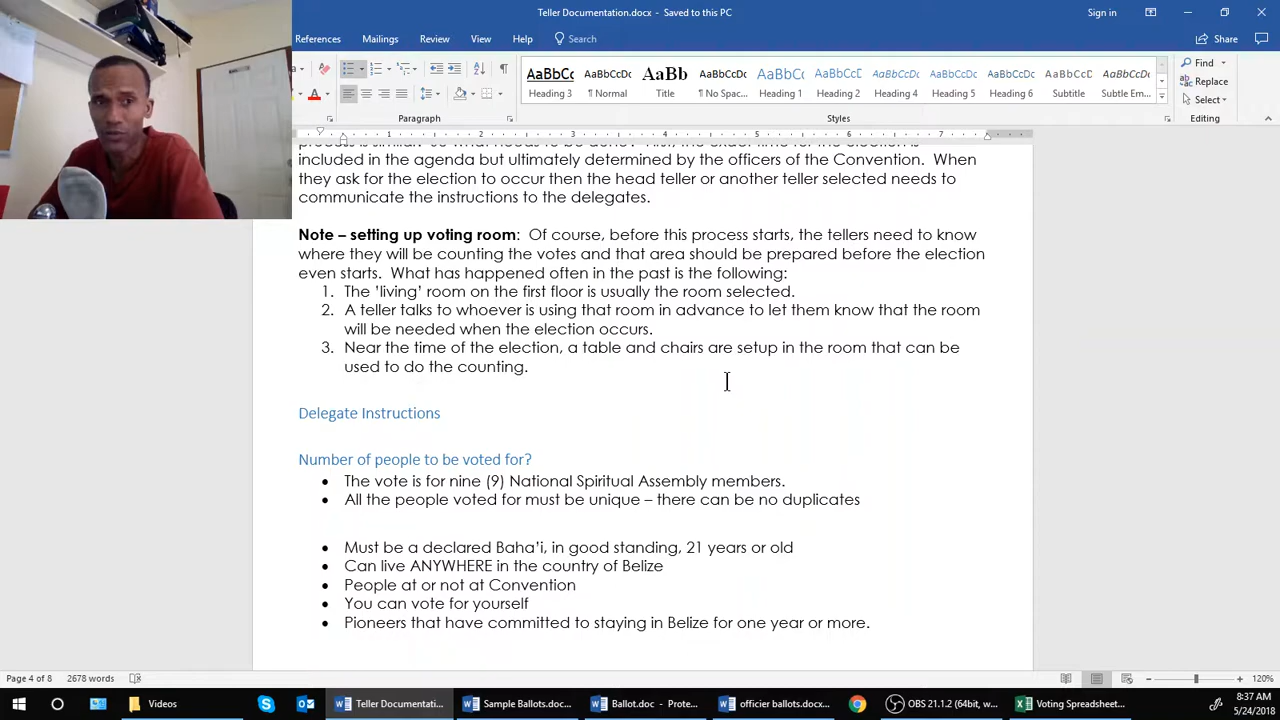 Teller Documentation.docx - Saved to this PC
Sign in
References Mailings Review View Help Search Share
AaBbCc AaBbCcDc AaBb AaBbCcDc AaBbC AaBbCcD AaBbCcD AaBbCcD AaBbCcD AaBbCcDc AaBbCcDc
Heading 3 ¶ Normal Title ¶ No Spac... Heading 1 Heading 2 Heading 4 Heading 5 Heading 6 Subtitle Subtle Em...
Find
Replace
Select
Paragraph Styles Editing
1 2 3 4 5 6 7
included in the agenda but ultimately determined by the officers of the Convention. When
they ask for the election to occur then the head teller or another teller selected needs to
communicate the instructions to the delegates.
Note – setting up voting room: Of course, before this process starts, the tellers need to know
where they will be counting the votes and that area should be prepared before the election
even starts. What has happened often in the past is the following:
1. The 'living' room on the first floor is usually the room selected.
2. A teller talks to whoever is using that room in advance to let them know that the room
will be needed when the election occurs.
3. Near the time of the election, a table and chairs are setup in the room that can be
used to do the counting.
Delegate Instructions
Number of people to be voted for?
• The vote is for nine (9) National Spiritual Assembly members.
• All the people voted for must be unique – there can be no duplicates
• Must be a declared Baha'i, in good standing, 21 years or old
• Can live ANYWHERE in the country of Belize
• People at or not at Convention
• You can vote for yourself
• Pioneers that have committed to staying in Belize for one year or more.
Page 4 of 8 2678 words 120%
Videos Teller Documentati... Sample Ballots.doc... Ballot.doc - Prote... officier ballots.docx... OBS 21.1.2 (64bit, w... Voting Spreadsheet... 8:37 AM
5/24/2018